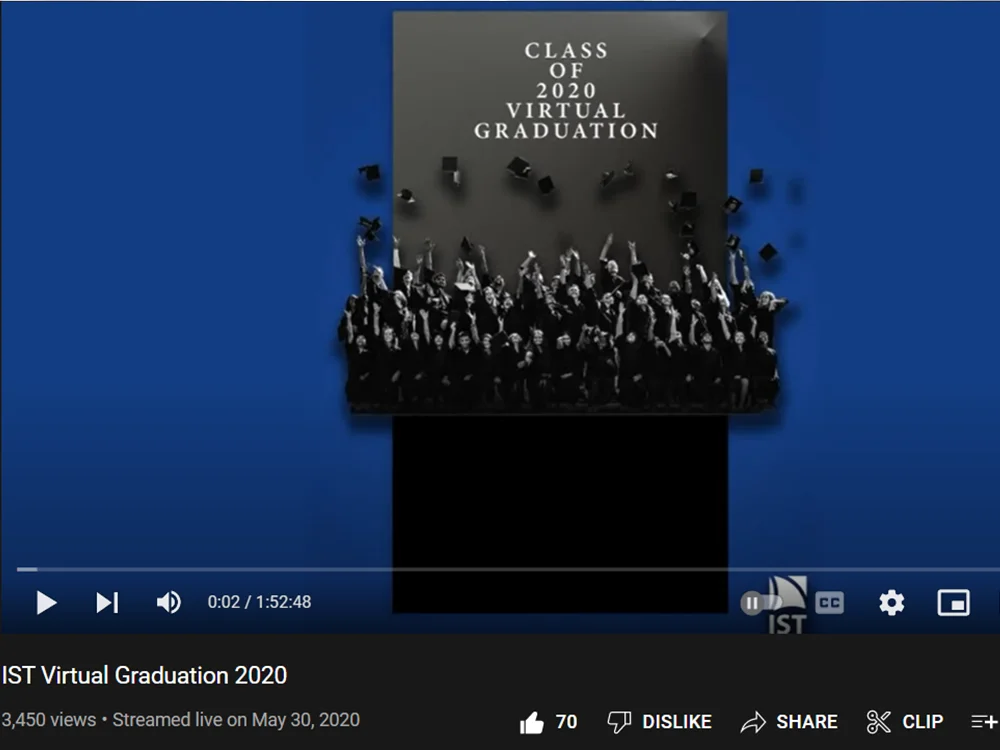 CLASS
OF
2020
VIRTUAL
GRADUATION
0:02 / 1:52:48
CC
IST
IST Virtual Graduation 2020
3,450 views • Streamed live on May 30, 2020
70 DISLIKE SHARE CLIP